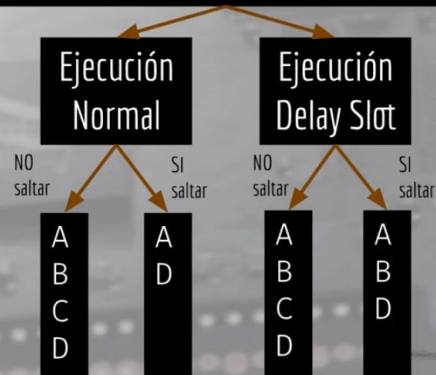 Ejecución
Normal
Ejecución
Delay Slot
NO
saltar
SI
saltar
NO
saltar
SI
saltar
A
B
C
D
A
D
A
B
C
D
A
B
D